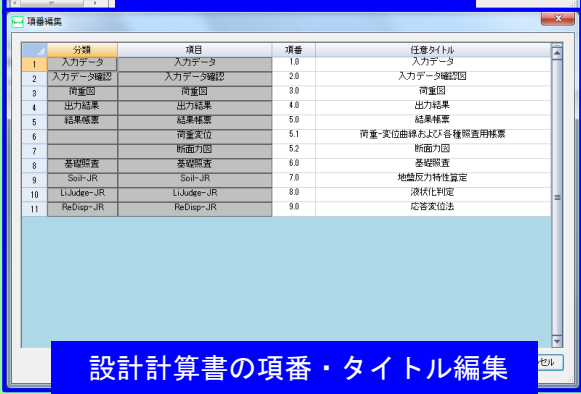 項番編集
分類 項目 項番 任意タイトル
1 入力データ 入力データ 1.0 入力データ
2 入力データ確認 入力データ確認 2.0 入力データ確認図
3 荷重図 荷重図 3.0 荷重図
4 出力結果 出力結果 4.0 出力結果
5 結果帳票 結果帳票 5.0 結果帳票
6 荷重変位 5.1 荷重-変位曲線および各種照査用帳票
7 断面力図 5.2 断面力図
8 基礎照査 基礎照査 6.0 基礎照査
9 Soil-JR Soil-JR 7.0 地盤反力特性算定
10 LiJudge-JR LiJudge-JR 8.0 液状化判定
11 ReDisp-JR ReDisp-JR 9.0 応答変位法
設計計算書の項番・タイトル編集
セル